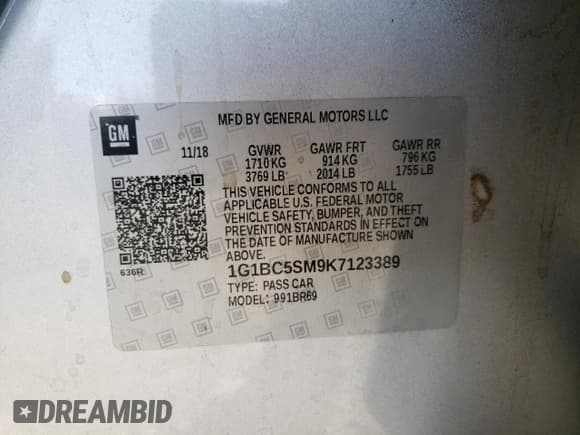 GM
MFD BY GENERAL MOTORS LLC
11/18 GVWR GAWR FRT GAWR RR
1710 KG 914 KG 796 KG
3769 LB 2014 LB 1755 LB
THIS VEHICLE CONFORMS TO ALL
APPLICABLE U.S. FEDERAL MOTOR
VEHICLE SAFETY, BUMPER, AND THEFT
PREVENTION STANDARDS IN EFFECT ON
THE DATE OF MANUFACTURE SHOWN
ABOVE.
636R
1G1BC5SM9K7123389
TYPE: PASS CAR
MODEL: 991BR69
#DREAMBID